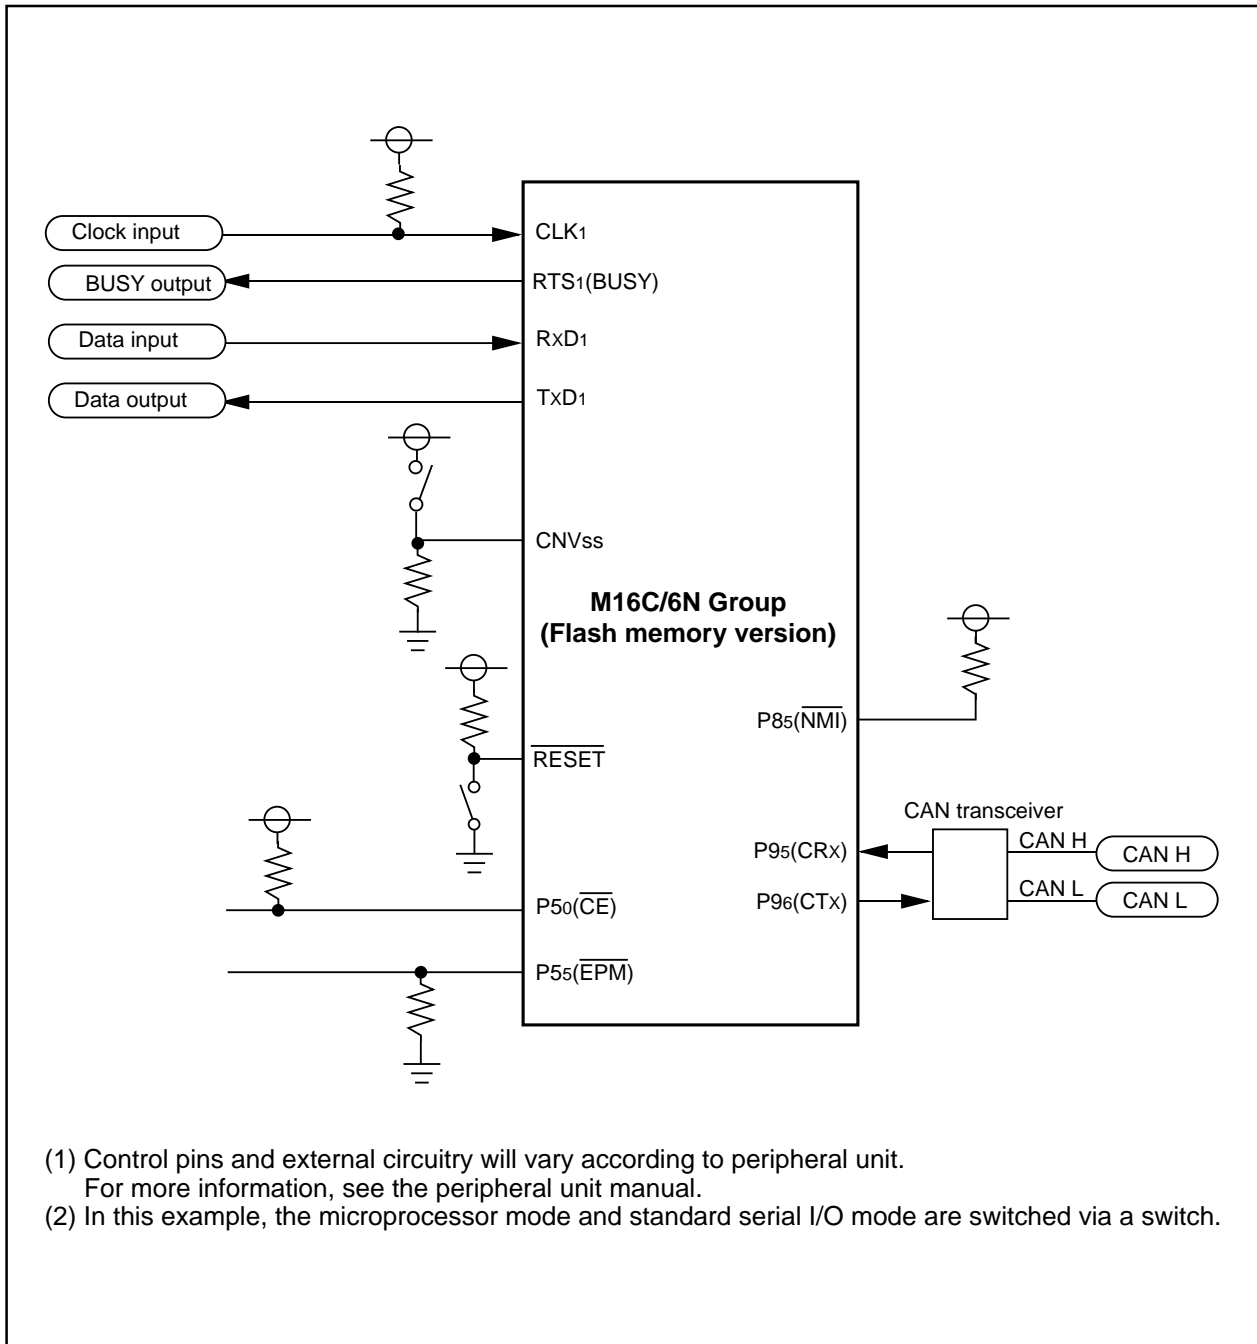 Clock input
CLK1
BUSY output
RTS1(BUSY)
Data input
RXD1
Data output
TXD1
CNVss
M16C/6N Group
(Flash memory version)
P85(NMI)
RESET
CAN transceiver
P95(CRX)
CAN H
CAN H
P50(CE)
P96(CTX)
CAN L
CAN L
P55(EPM)
(1) Control pins and external circuitry will vary according to peripheral unit.
For more information, see the peripheral unit manual.
(2) In this example, the microprocessor mode and standard serial I/O mode are switched via a switch.